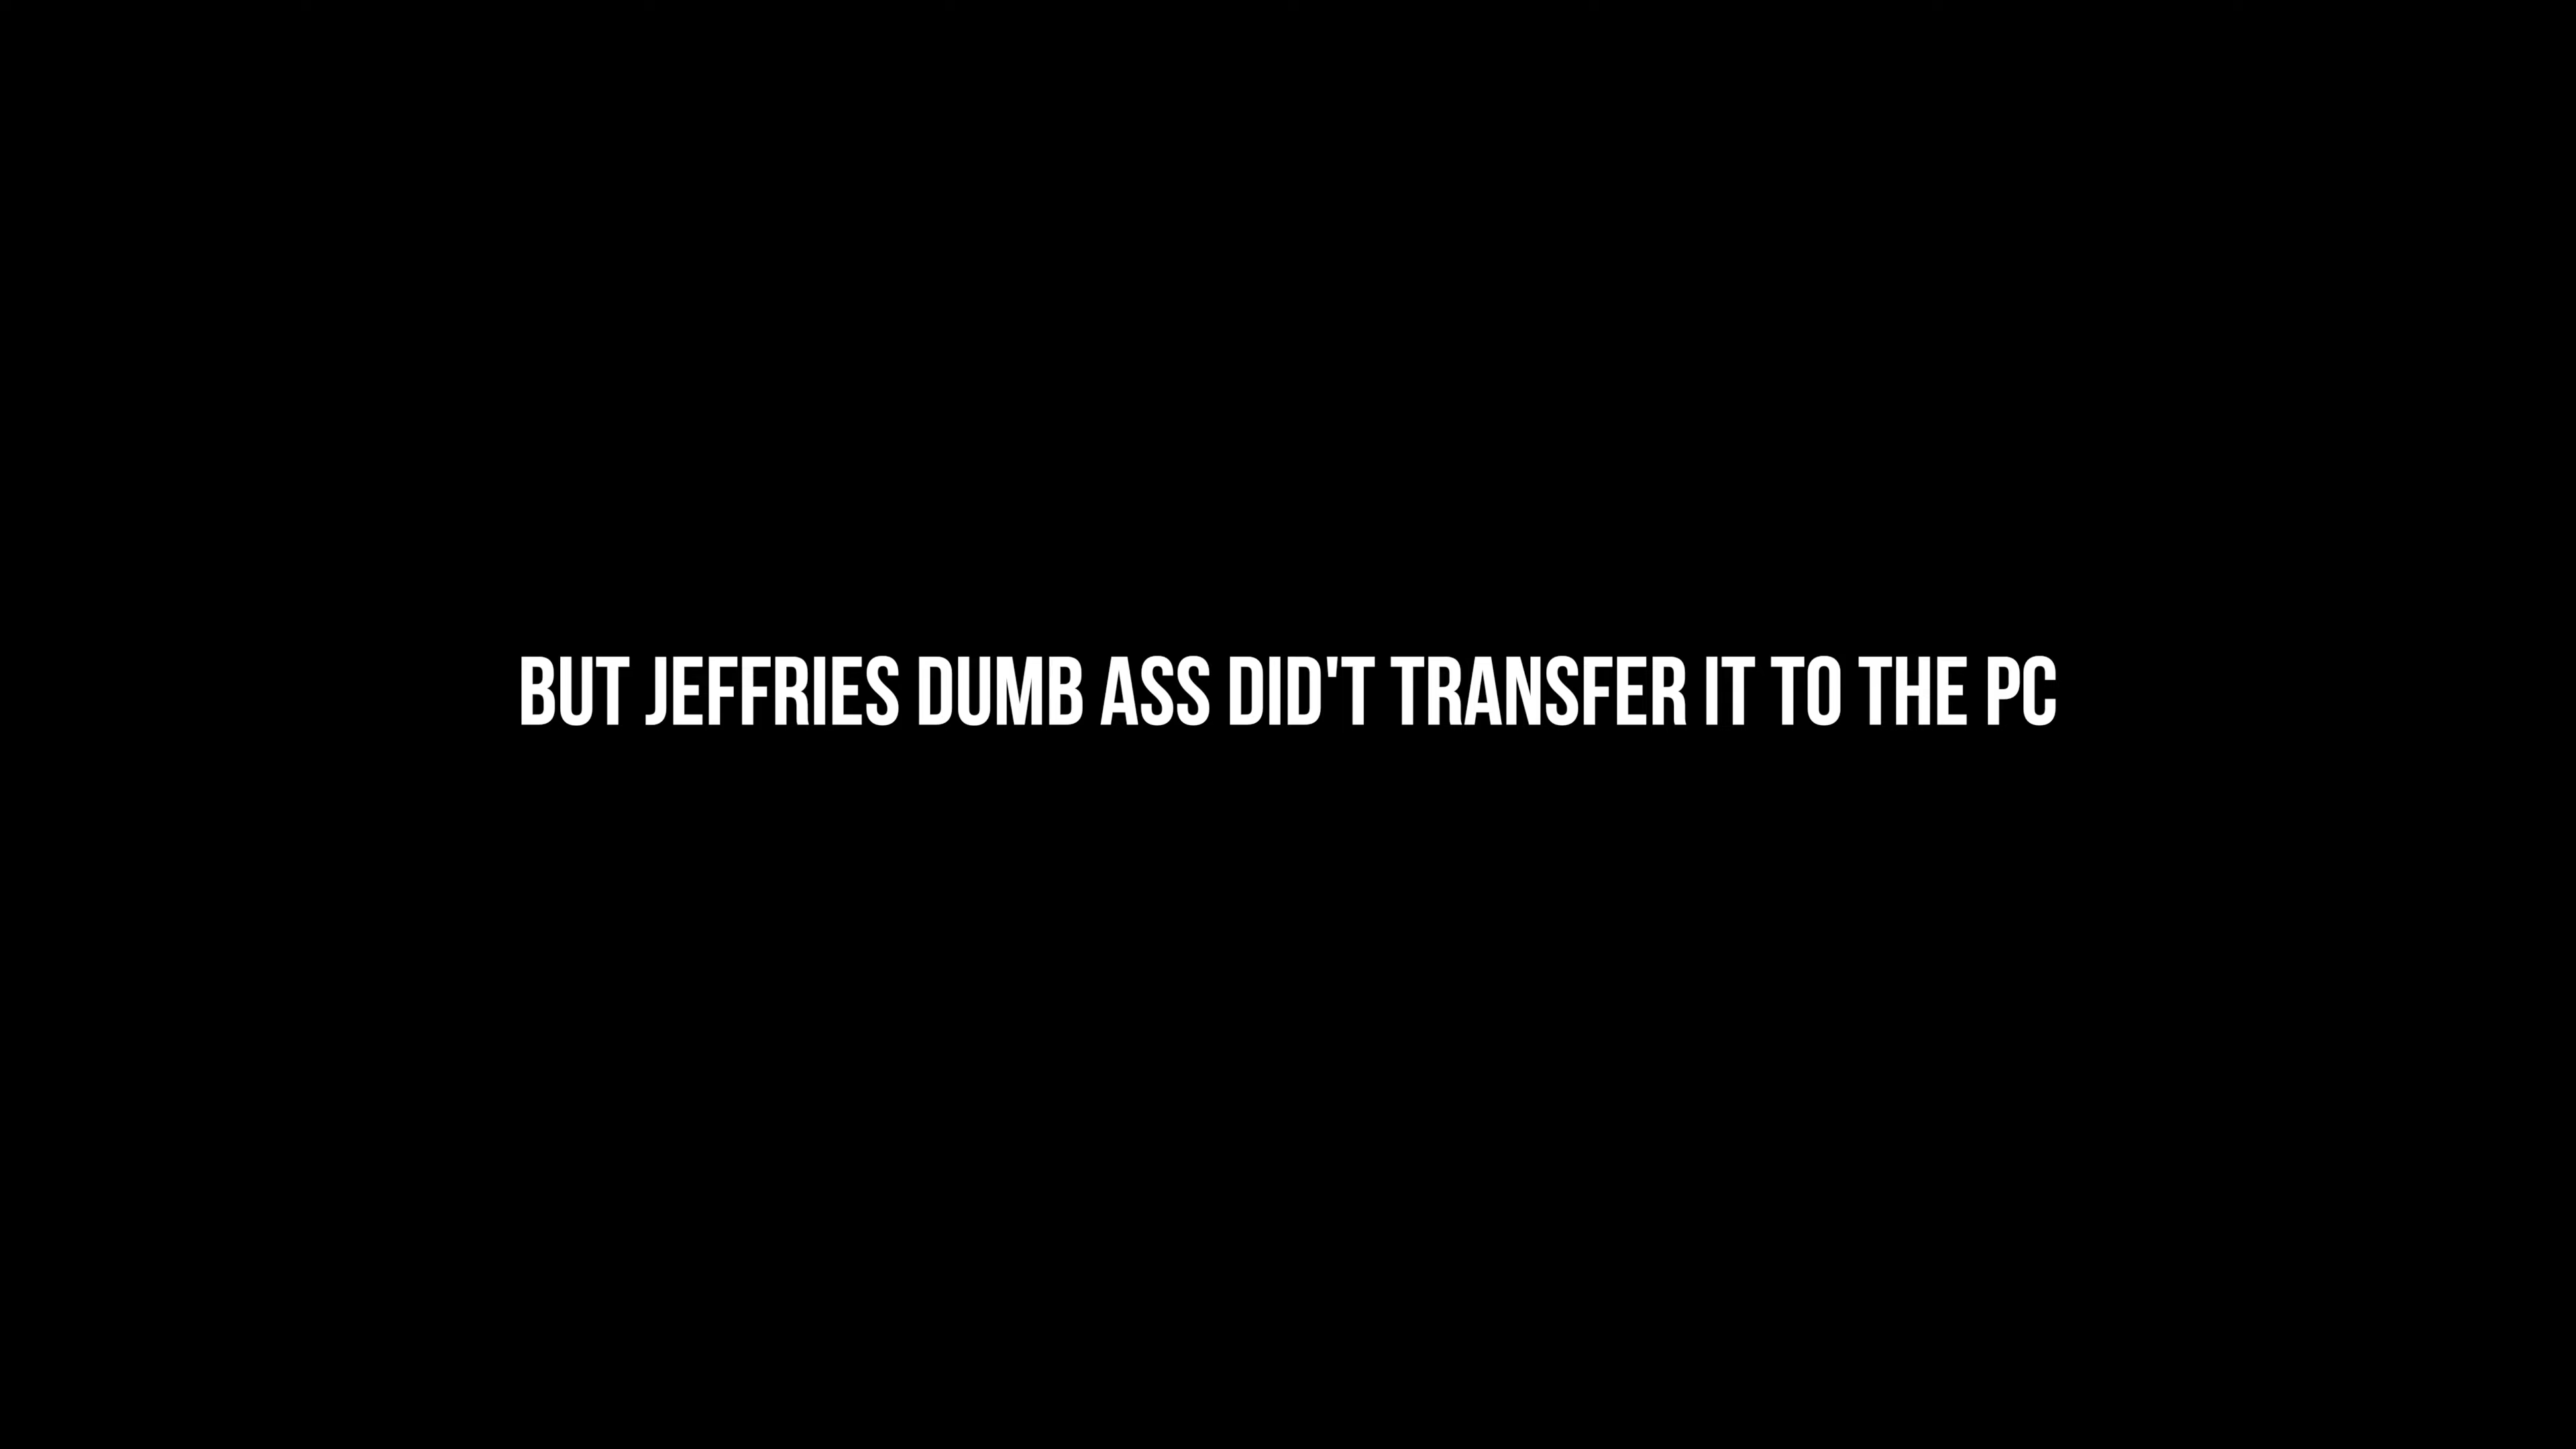 BUT JEFFRIES DUMB ASS DID'T TRANSFER IT TO THE PC